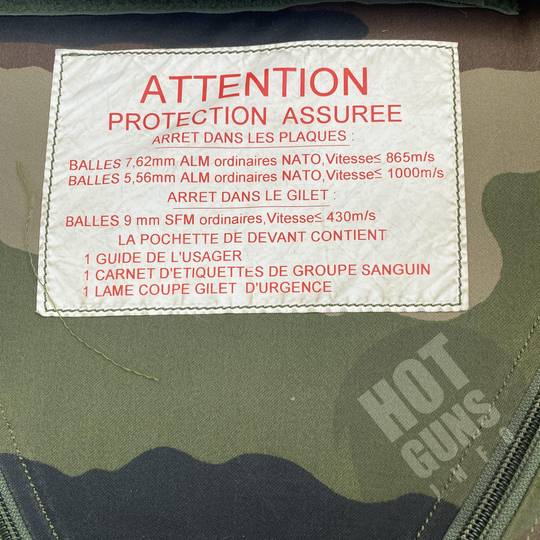 ATTENTION
PROTECTION ASSUREE
ARRET DANS LES PLAQUES :
BALLES 7,62mm ALM ordinaires NATO,Vitesse≤ 865m/s
BALLES 5,56mm ALM ordinaires NATO,Vitesse≤ 1000m/s
ARRET DANS LE GILET :
BALLES 9 mm SFM ordinaires,Vitesse≤ 430m/s
LA POCHETTE DE DEVANT CONTIENT
1 GUIDE DE L'USAGER
1 CARNET D'ETIQUETTES DE GROUPE SANGUIN
1 LAME COUPE GILET D'URGENCE
HOT
GUNS